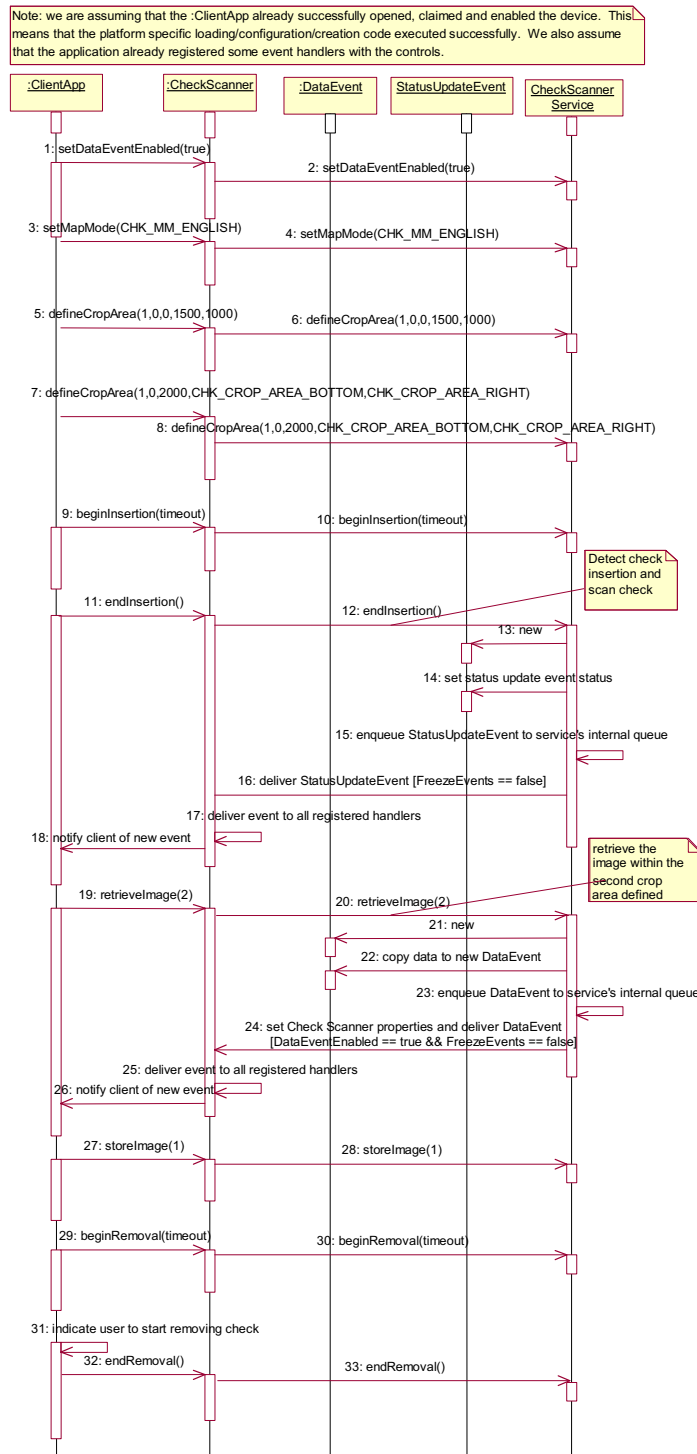 Note: we are assuming that the :ClientApp already successfully opened, claimed and enabled the device.  This
means that the platform specific loading/configuration/creation code executed successfully.  We also assume
that the application already registered some event handlers with the controls.
:ClientApp
:CheckScanner
:DataEvent
StatusUpdateEvent
CheckScanner
Service
1: setDataEventEnabled(true)
2: setDataEventEnabled(true)
3: setMapMode(CHK_MM_ENGLISH)
4: setMapMode(CHK_MM_ENGLISH)
5: defineCropArea(1,0,0,1500,1000)
6: defineCropArea(1,0,0,1500,1000)
7: defineCropArea(1,0,2000,CHK_CROP_AREA_BOTTOM,CHK_CROP_AREA_RIGHT)
8: defineCropArea(1,0,2000,CHK_CROP_AREA_BOTTOM,CHK_CROP_AREA_RIGHT)
9: beginInsertion(timeout)
10: beginInsertion(timeout)
Detect check
insertion and
scan check
11: endInsertion()
12: endInsertion()
13: new
14: set status update event status
15: enqueue StatusUpdateEvent to service's internal queue
16: deliver StatusUpdateEvent [FreezeEvents == false]
17: deliver event to all registered handlers
18: notify client of new event
retrieve the
image within the
second crop
area defined
19: retrieveImage(2)
20: retrieveImage(2)
21: new
22: copy data to new DataEvent
23: enqueue DataEvent to service's internal queue
24: set Check Scanner properties and deliver DataEvent
[DataEventEnabled == true && FreezeEvents == false]
25: deliver event to all registered handlers
26: notify client of new event
27: storeImage(1)
28: storeImage(1)
29: beginRemoval(timeout)
30: beginRemoval(timeout)
31: indicate user to start removing check
32: endRemoval()
33: endRemoval()